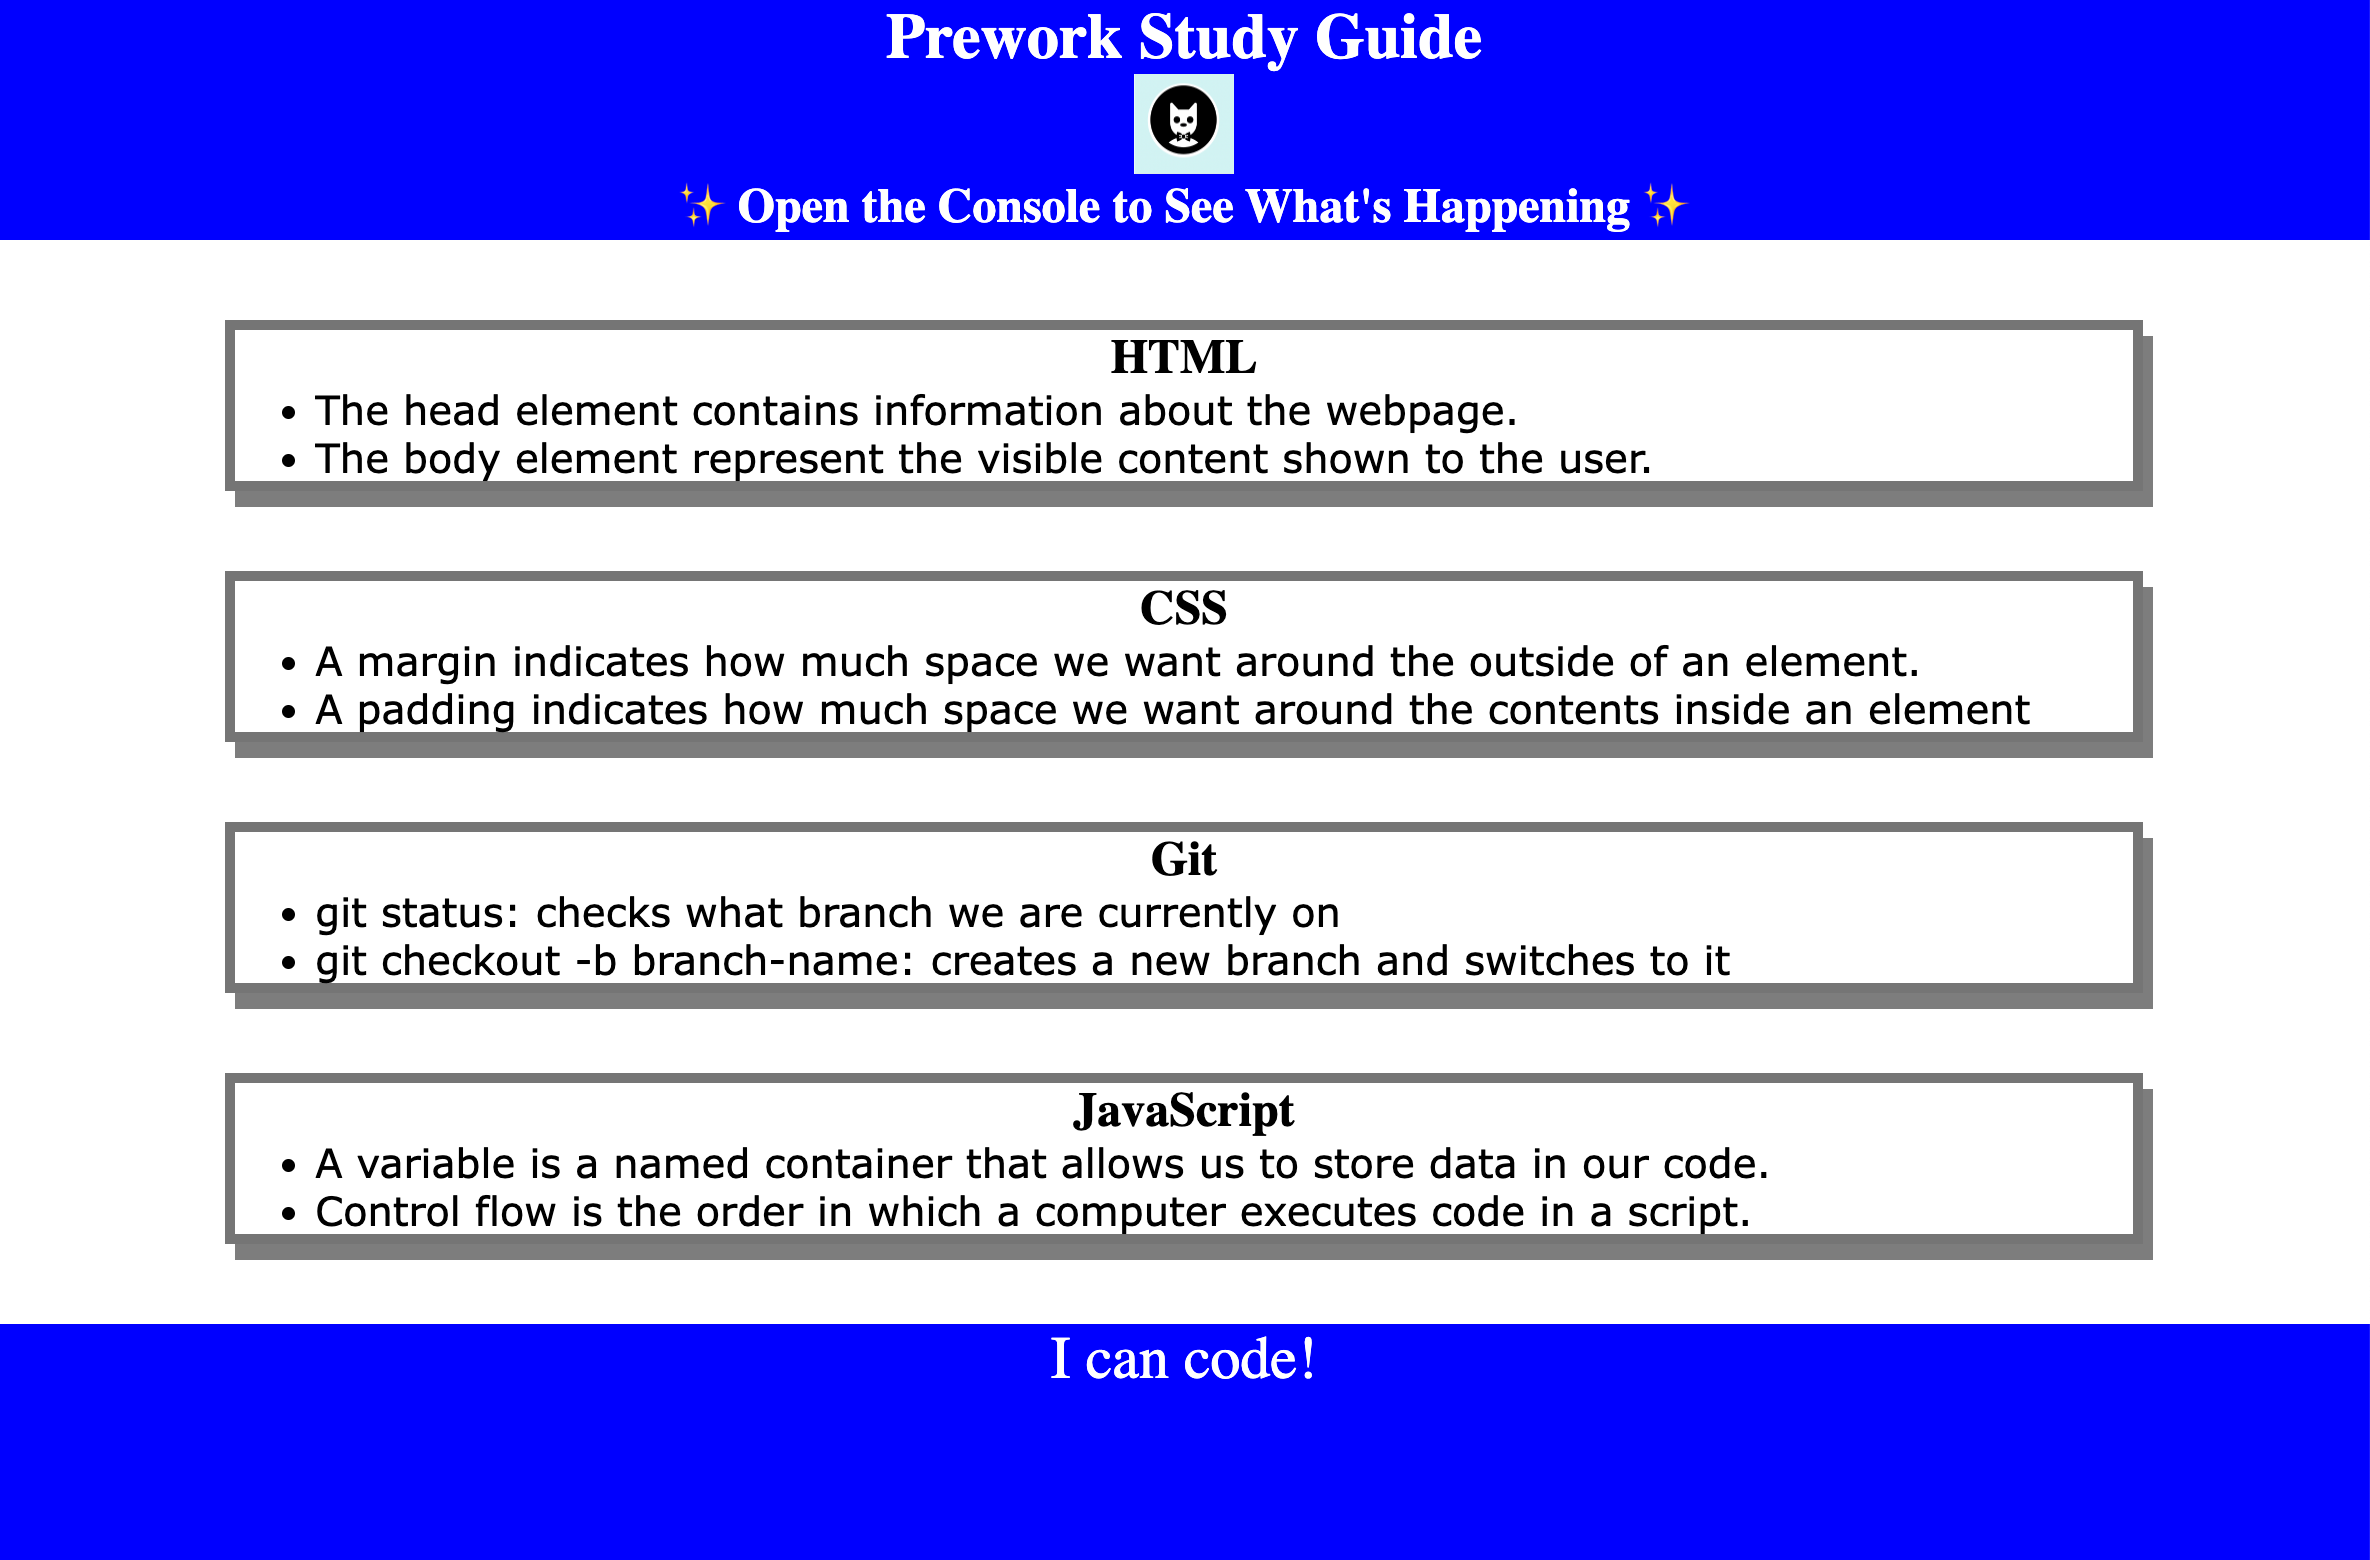 Prework Study Guide
✨ Open the Console to See What's Happening ✨
HTML
• The head element contains information about the webpage.
• The body element represent the visible content shown to the user.
CSS
• A margin indicates how much space we want around the outside of an element.
• A padding indicates how much space we want around the contents inside an element
Git
• git status: checks what branch we are currently on
• git checkout -b branch-name: creates a new branch and switches to it
JavaScript
• A variable is a named container that allows us to store data in our code.
• Control flow is the order in which a computer executes code in a script.
I can code!